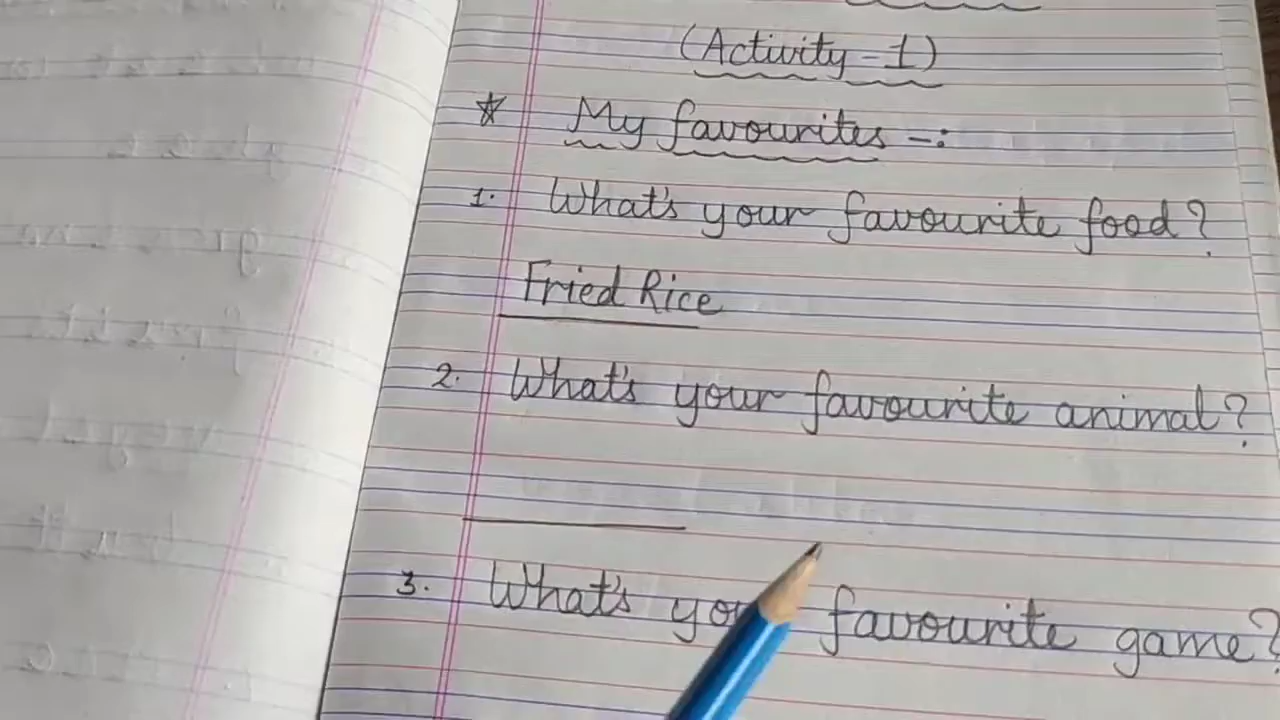 (Activity - 1)
☆ My favourites -:
1. What's your favourite food?
Fried Rice
2. What's your favourite animal?
3. What's your favourite game?